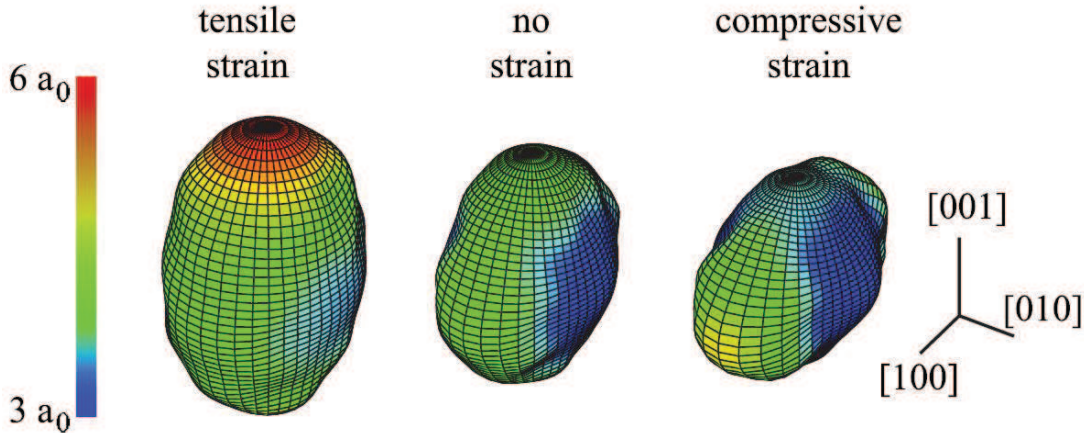 tensile
strain
no
strain
compressive
strain
6 a₀
3 a₀
[001]
[010]
[100]